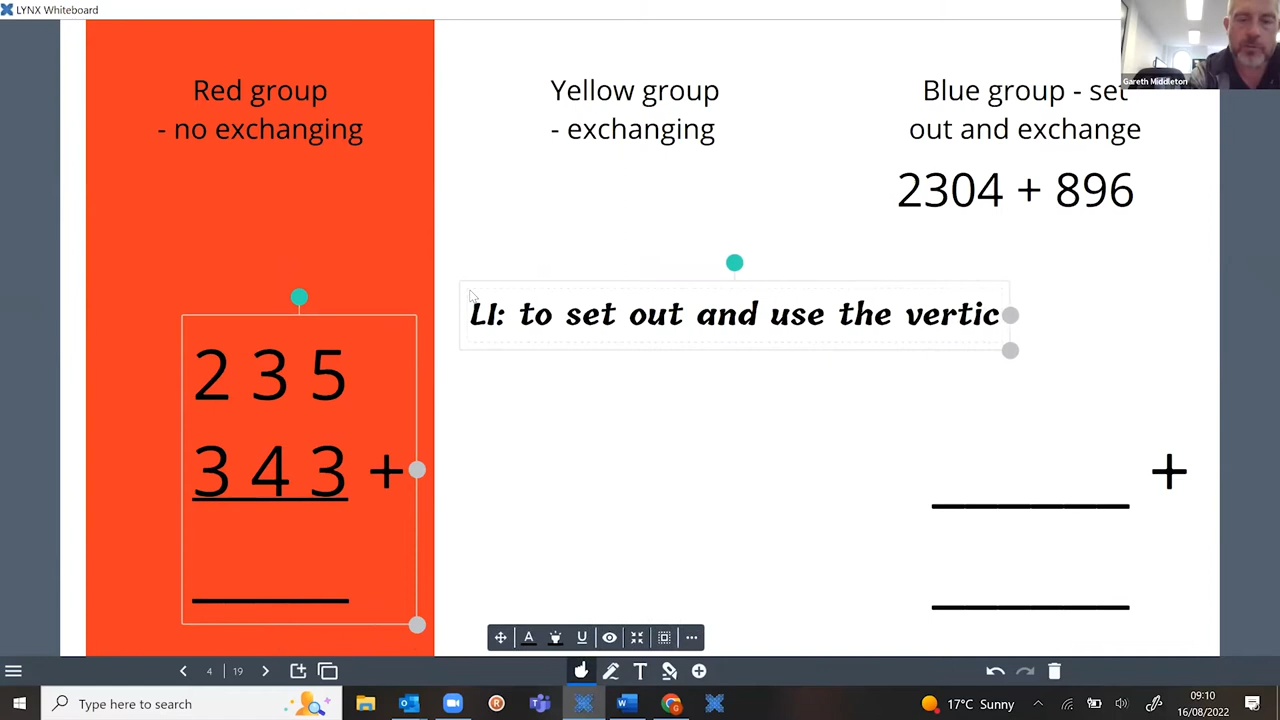 LYNX Whiteboard
Gareth Middleton
Red group
- no exchanging
Yellow group
- exchanging
Blue group - set
out and exchange
2304 + 896
LI: to set out and use the vertic
2 3 5
3 4 3 +
+
4 19
Type here to search
17°C Sunny
09:10
16/08/2022